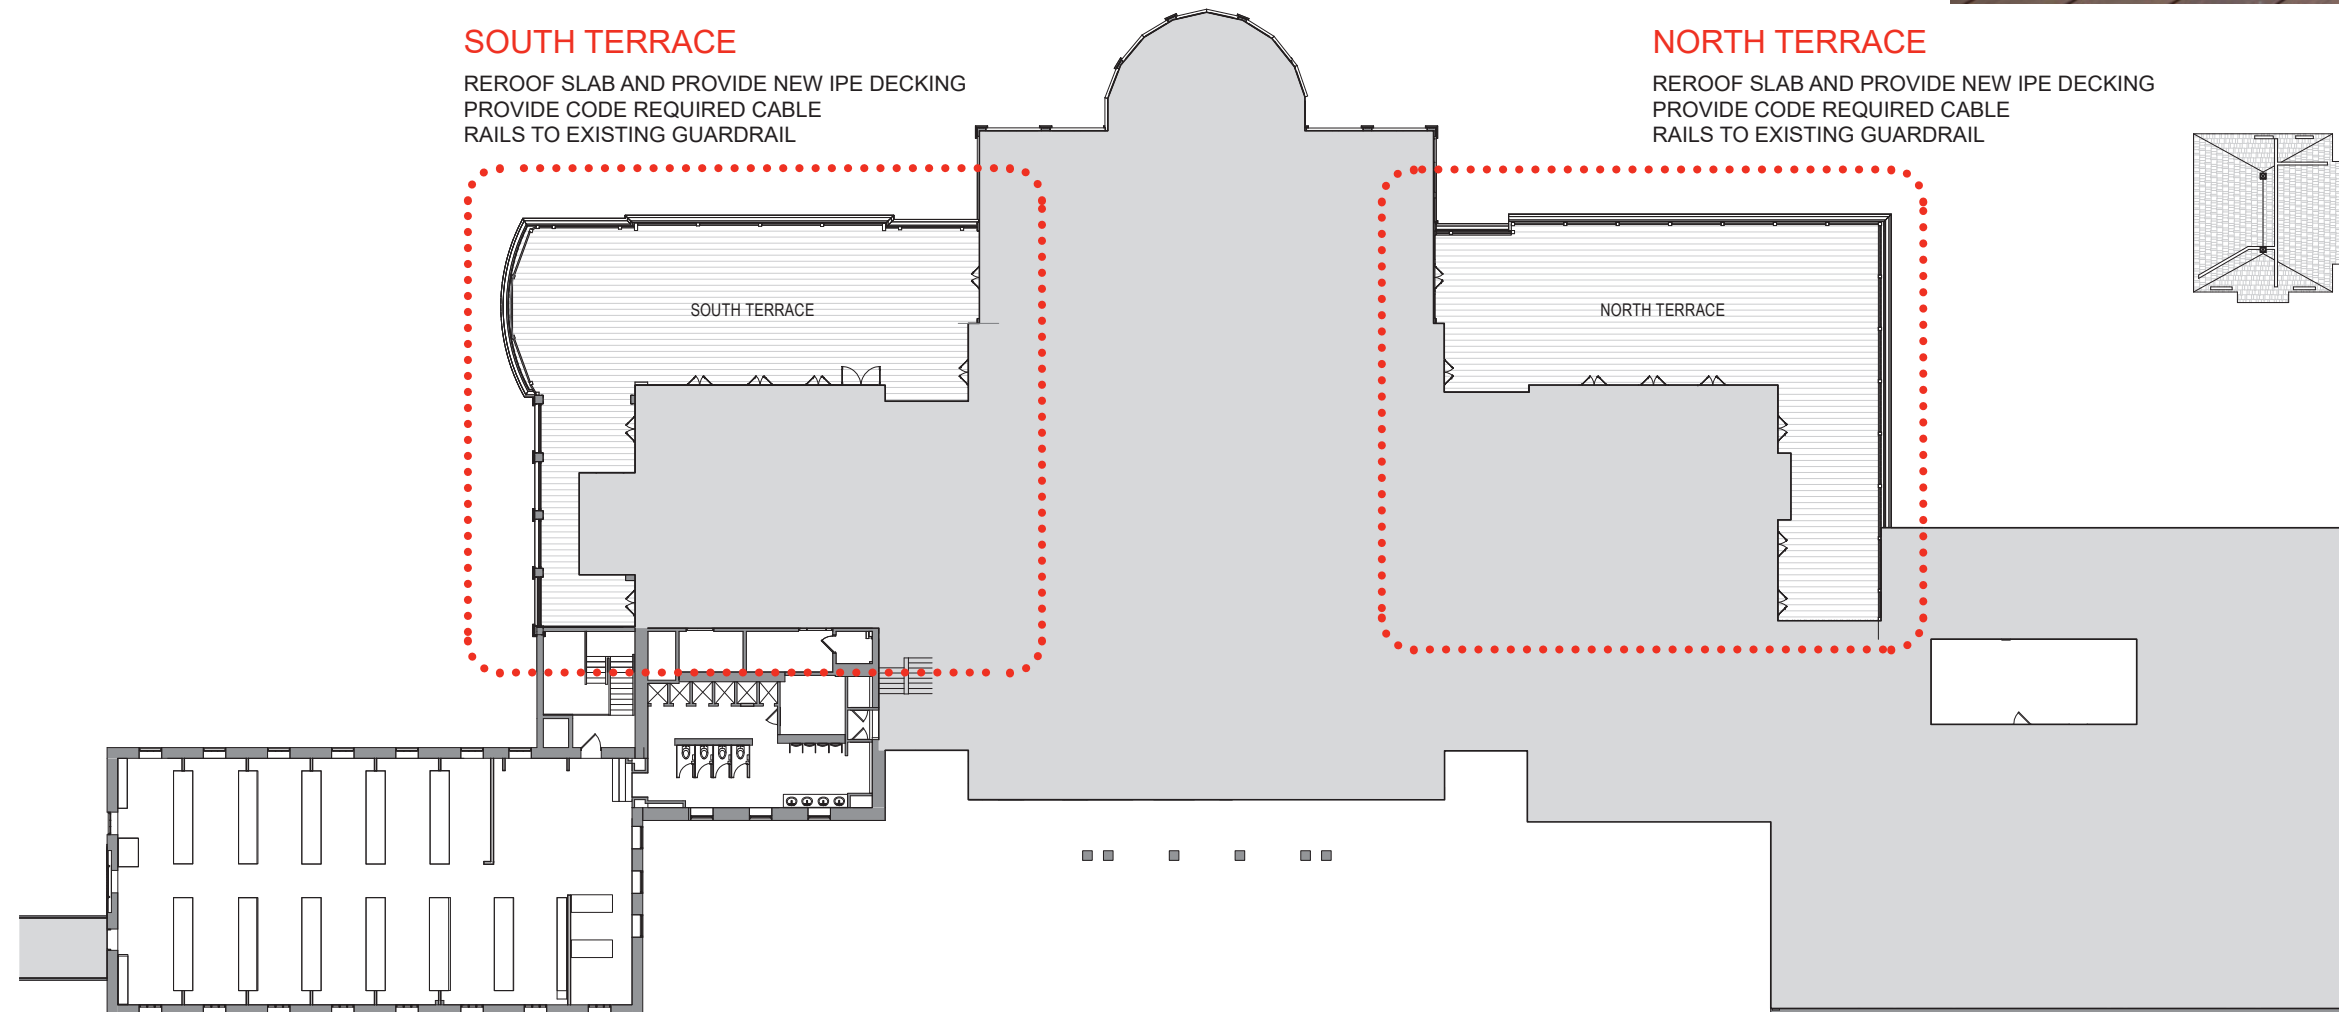 SOUTH TERRACE
REROOF SLAB AND PROVIDE NEW IPE DECKING
PROVIDE CODE REQUIRED CABLE
RAILS TO EXISTING GUARDRAIL
NORTH TERRACE
REROOF SLAB AND PROVIDE NEW IPE DECKING
PROVIDE CODE REQUIRED CABLE
RAILS TO EXISTING GUARDRAIL
SOUTH TERRACE
NORTH TERRACE